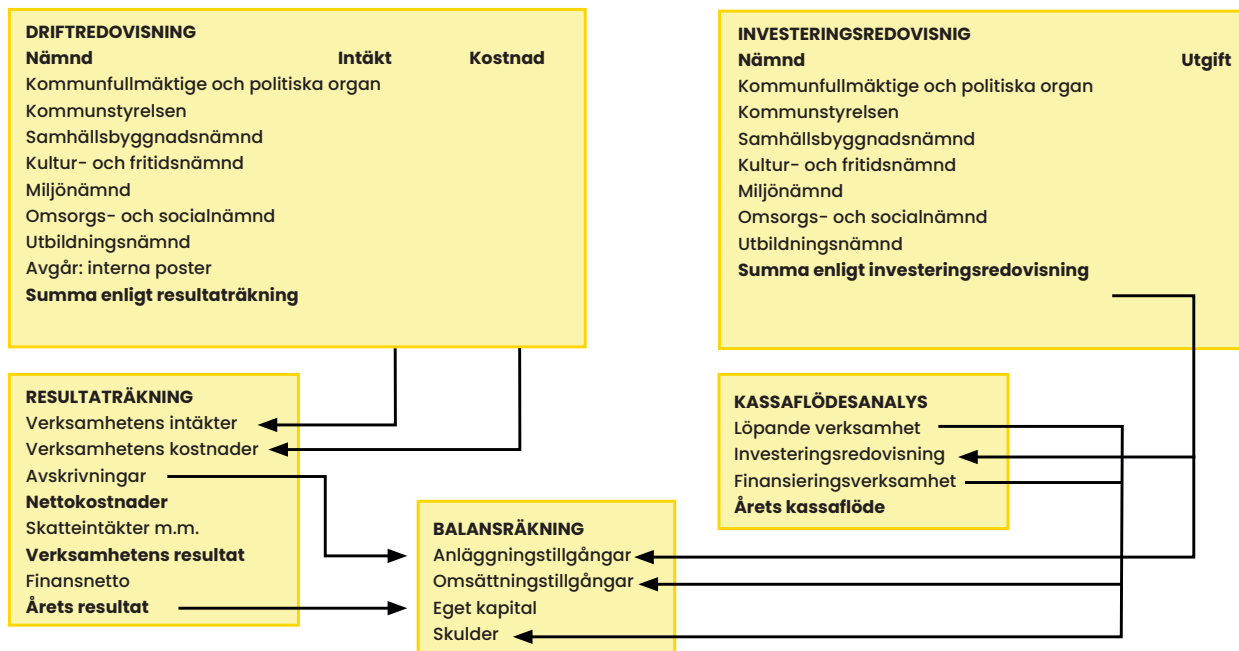 DRIFTREDOVISNING
Nämnd Intäkt Kostnad
Kommunfullmäktige och politiska organ
Kommunstyrelsen
Samhällsbyggnadsnämnd
Kultur- och fritidsnämnd
Miljönämnd
Omsorgs- och socialnämnd
Utbildningsnämnd
Avgår: interna poster
Summa enligt resultaträkning
INVESTERINGSREDOVISNIG
Nämnd Utgift
Kommunfullmäktige och politiska organ
Kommunstyrelsen
Samhällsbyggnadsnämnd
Kultur- och fritidsnämnd
Miljönämnd
Omsorgs- och socialnämnd
Utbildningsnämnd
Summa enligt investeringsredovisning
RESULTATRÄKNING
Verksamhetens intäkter
Verksamhetens kostnader
Avskrivningar
Nettokostnader
Skatteintäkter m.m.
Verksamhetens resultat
Finansnetto
Årets resultat
BALANSRÄKNING
Anläggningstillgångar
Omsättningstillgångar
Eget kapital
Skulder
KASSAFLÖDESANALYS
Löpande verksamhet
Investeringsredovisning
Finansieringsverksamhet
Årets kassaflöde